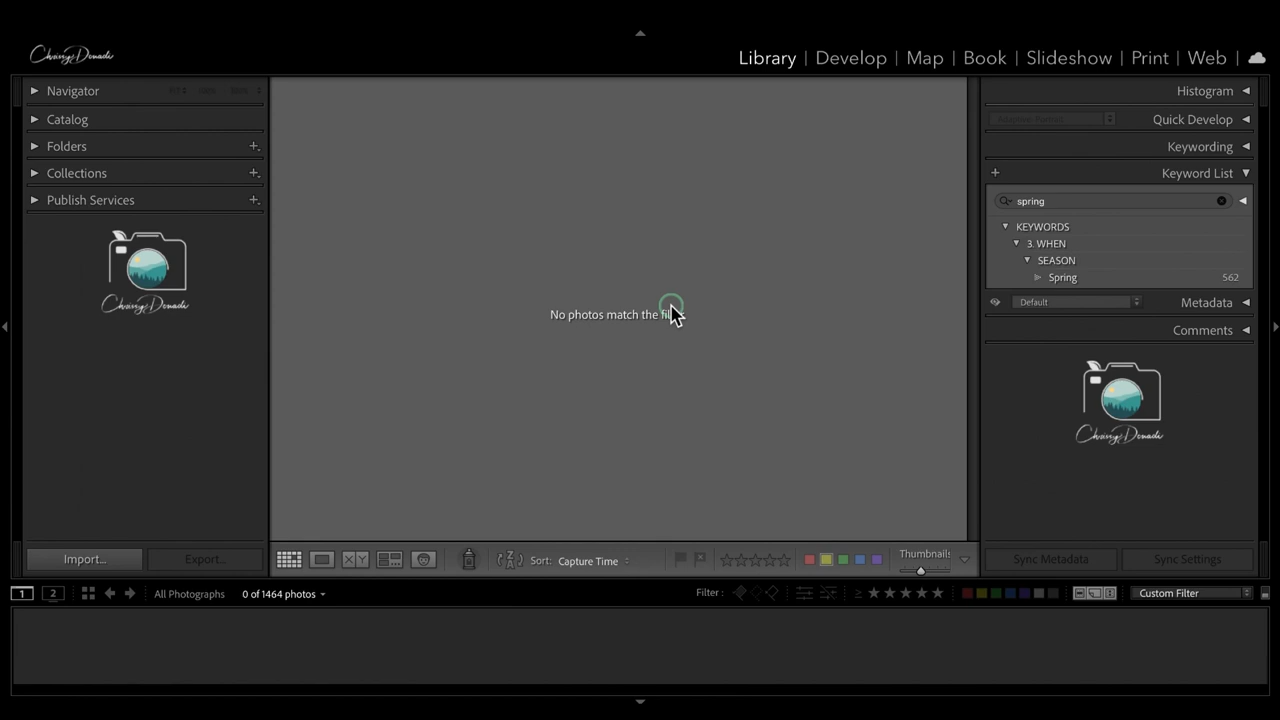 Library | Develop | Map | Book | Slideshow | Print | Web |
Navigator
Catalog
Folders
Collections
Publish Services
Import...
Export...
No photos match the
Histogram
Quick Develop
Keywording
Keyword List
spring
KEYWORDS
3. WHEN
SEASON
Spring 562
Default Metadata
Comments
Sync Metadata
Sync Settings
X Y
Sort: Capture Time
Thumbnails
1 2 All Photographs 0 of 1464 photos
Filter : ≥ Custom Filter